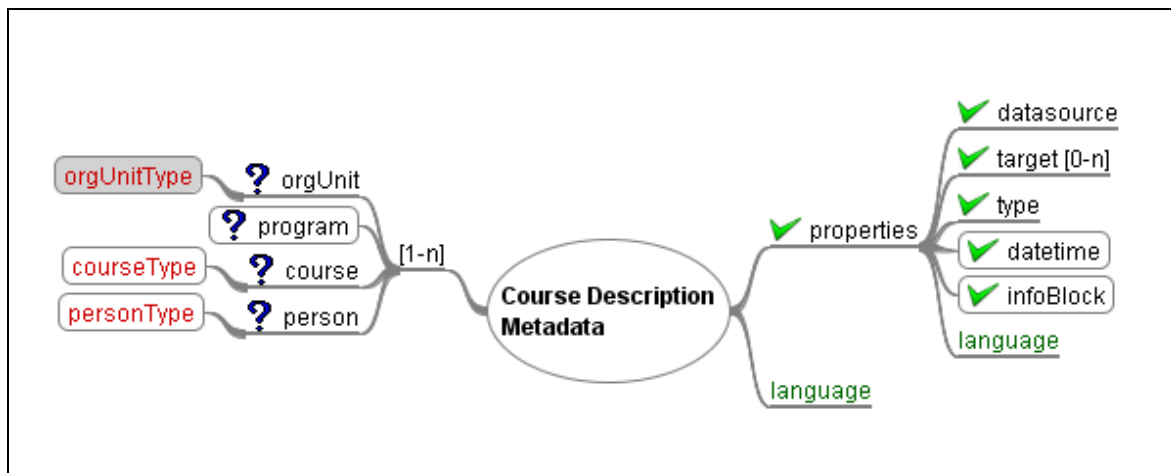 orgUnitType
orgUnit
program
courseType
course
personType
person
[1-n]
Course Description
Metadata
properties
datasource
target [0-n]
type
datetime
infoBlock
language
language